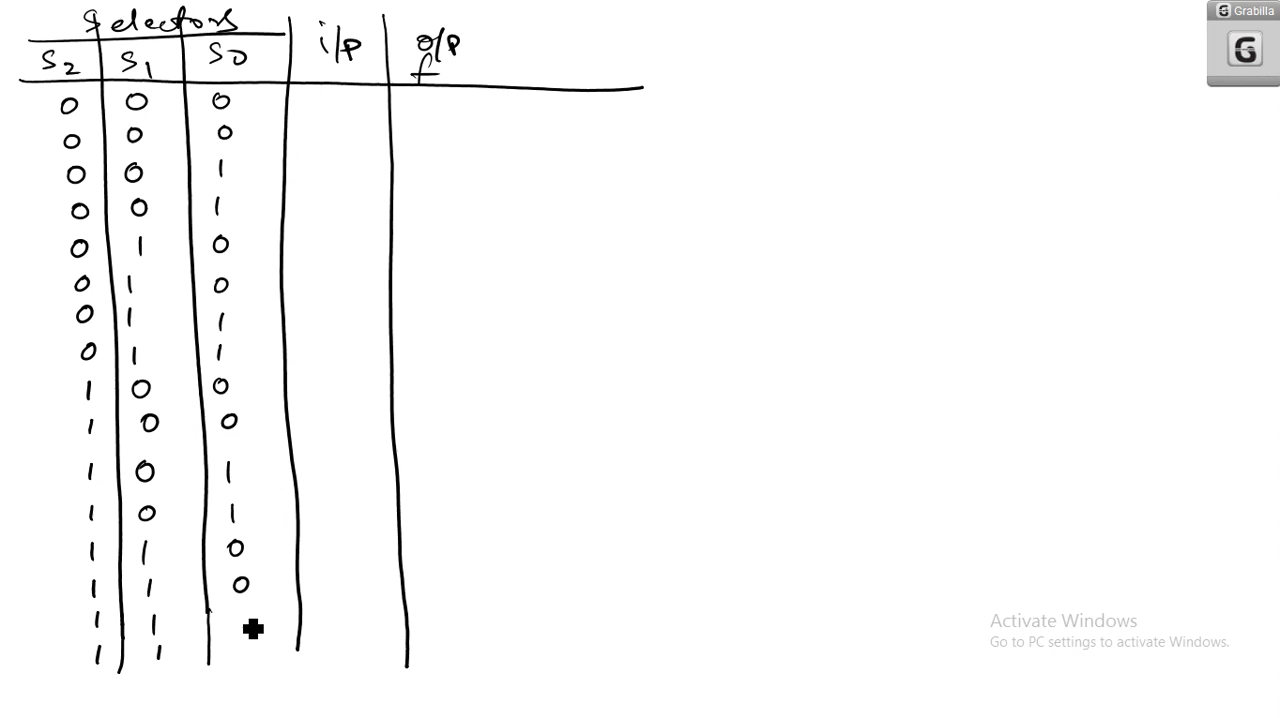 Selectors
S2 S1 S0 i/p o/p
f
0 0 0
0 0 0
0 0 1
0 0 1
0 1 0
0 1 0
0 1 1
0 1 1
1 0 0
1 0 0
1 0 1
1 0 1
1 1 0
1 1 0
1 1
1 1
Grabilla
G
Activate Windows
Go to PC settings to activate Windows.